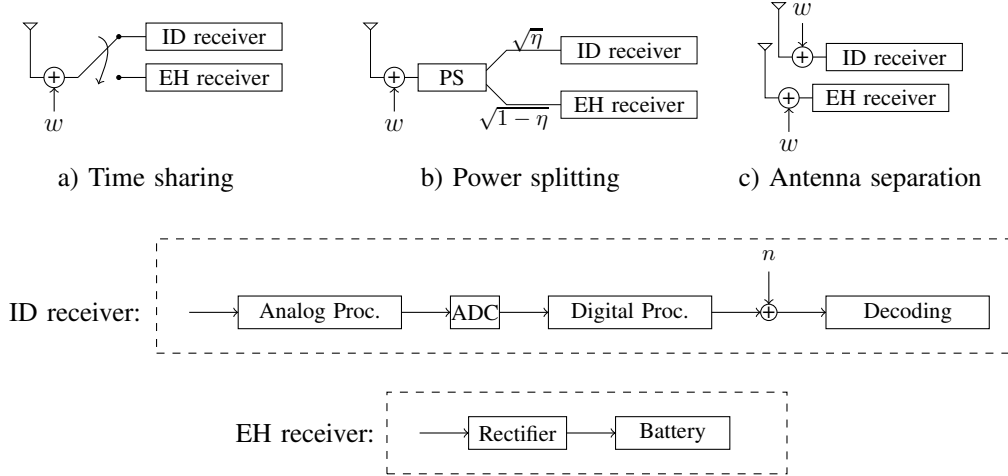 w
ID receiver
EH receiver
a) Time sharing
w
PS
√η
ID receiver
√1 − η
EH receiver
b) Power splitting
w
ID receiver
EH receiver
w
c) Antenna separation
ID receiver:
Analog Proc.
ADC
Digital Proc.
n
Decoding
EH receiver:
Rectifier
Battery